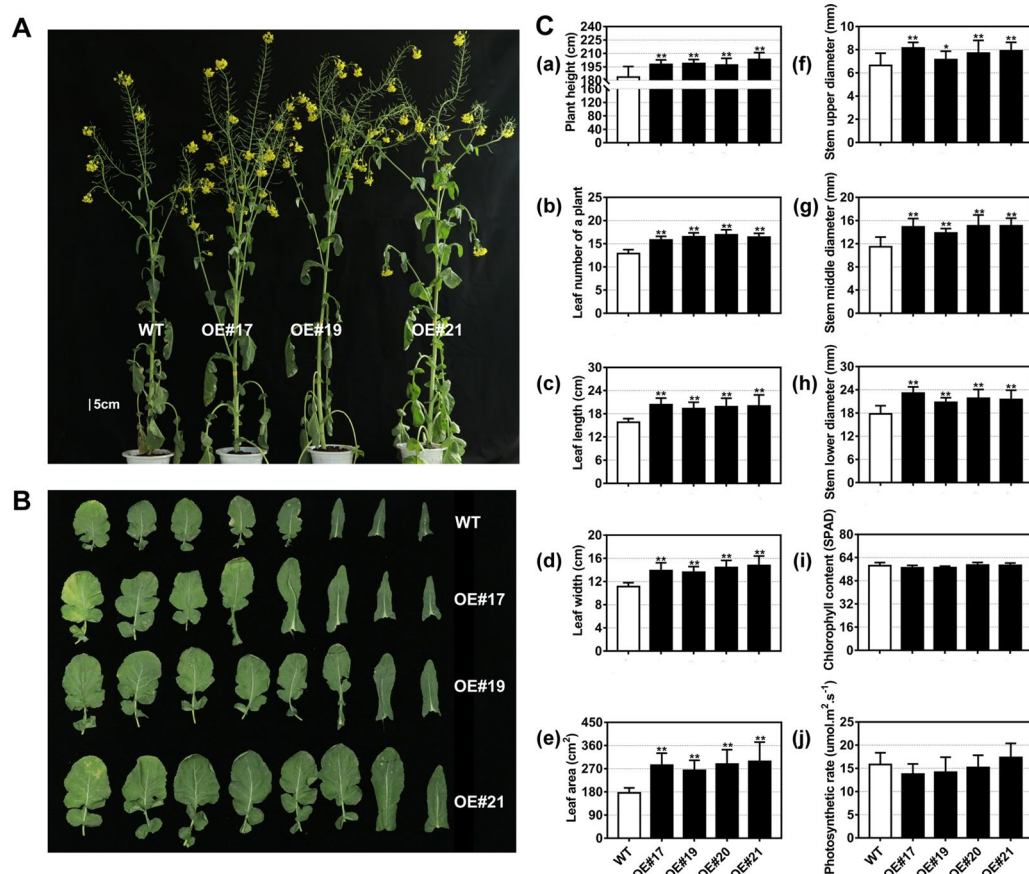 A
WT
OE#17
OE#19
OE#21
5cm
B
WT
OE#17
OE#19
OE#21
C
(a)
Plant height (cm)
240
225
210
195
180
160
120
80
40
0
**
**
**
**
(b)
Leaf number of a plant
25
20
15
10
5
0
**
**
**
**
(c)
Leaf length (cm)
30
24
18
12
6
0
**
**
**
**
(d)
Leaf width (cm)
20
16
12
8
4
0
**
**
**
**
(e)
Leaf area (cm²)
450
360
270
180
90
0
**
**
**
**
WT
OE#17
OE#19
OE#20
OE#21
(f)
Stem upper diameter (mm)
10
8
6
4
2
0
**
*
**
**
(g)
Stem middle diameter (mm)
20
16
12
8
4
0
**
**
**
**
(h)
Stem lower diameter (mm)
30
24
18
12
6
0
**
**
**
**
(i)
Chlorophyll content (SPAD)
80
64
48
32
16
0
(j)
Photosynthetic rate (umol.m².s⁻¹)
25
20
15
10
5
0
WT
OE#17
OE#19
OE#20
OE#21